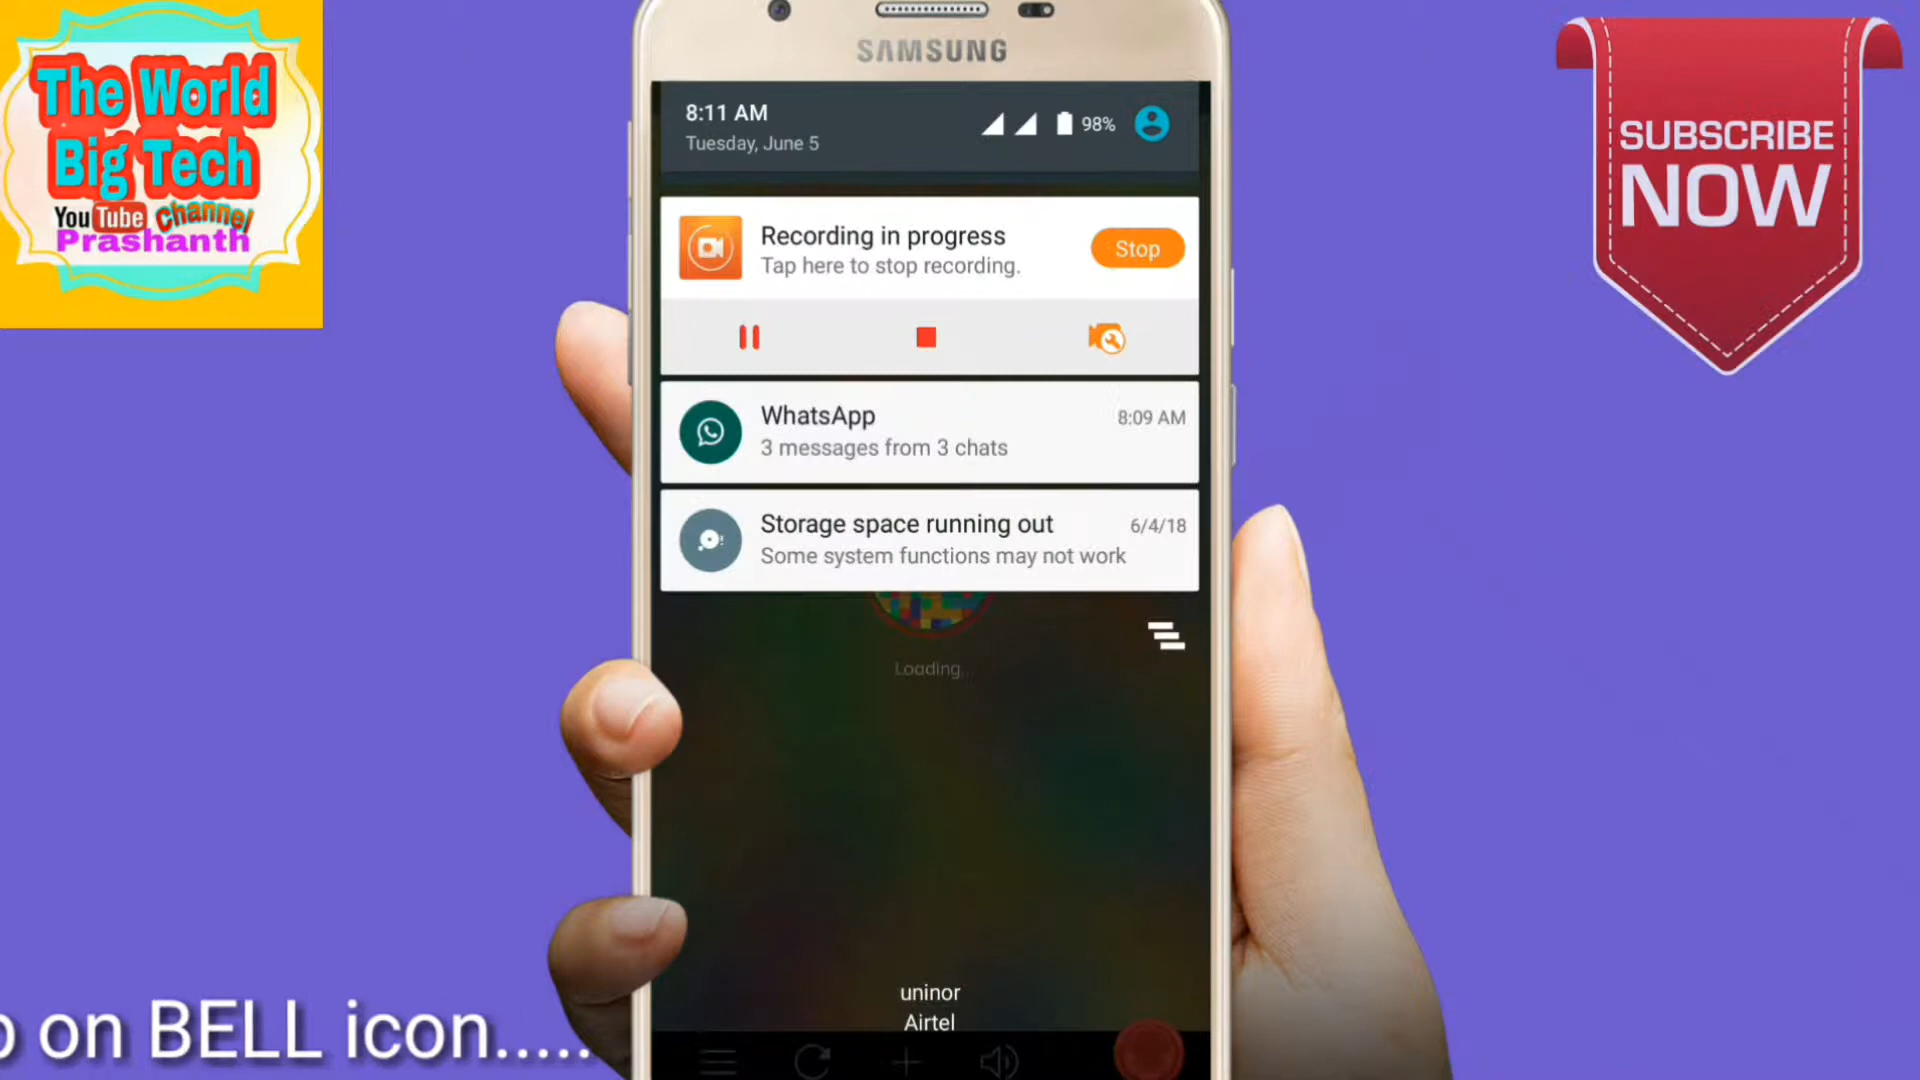 The World
Big Tech
YouTube Channel
Prashanth
SAMSUNG
8:11 AM
98%
Tuesday, June 5
Recording in progress
Tap here to stop recording.
Stop
WhatsApp
8:09 AM
3 messages from 3 chats
Storage space running out
6/4/18
Some system functions may not work
Loading...
uninor
Airtel
SUBSCRIBE
NOW
on BELL icon.....